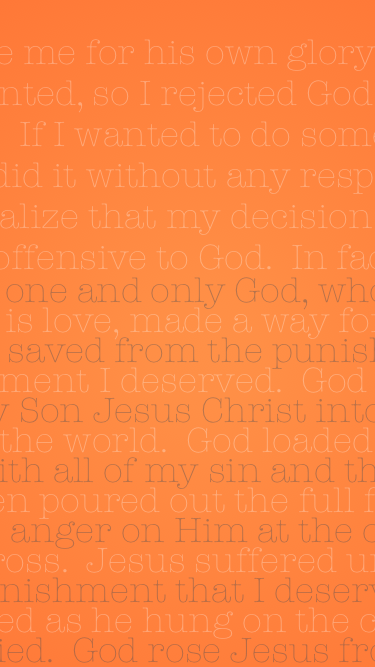 e me for his own glory
nted, so I rejected God
If I wanted to do som
did it without any resp
alize that my decision
offensive to God. In fac
one and only God, who
is love, made a way fo
saved from the punish
ment I deserved. God
y Son Jesus Christ into
the world. God loaded
ith all of my sin and th
en poured out the full f
anger on Him at the c
ross. Jesus suffered u
nishment that I deserv
ed as he hung on the c
ied. God rose Jesus fro